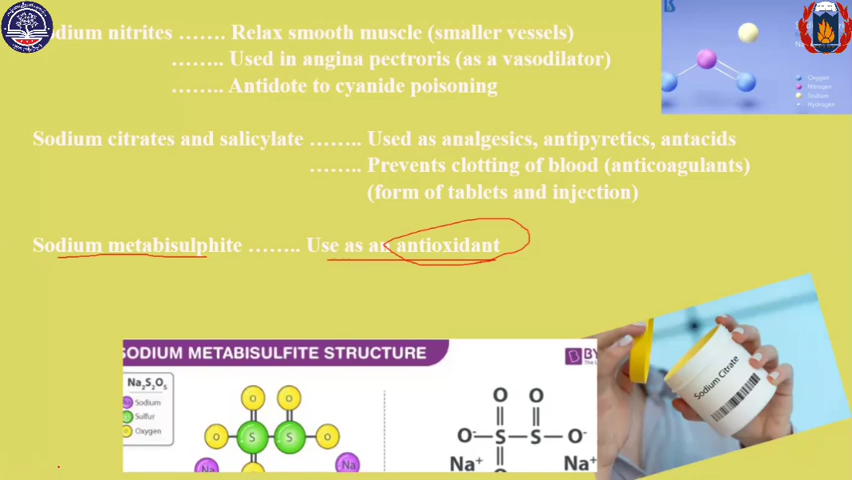 odium nitrites ……. Relax smooth muscle (smaller vessels)
…….. Used in angina pectroris (as a vasodilator)
…….. Antidote to cyanide poisoning
Oxygen
Nitrogen
Sodium
Hydrogen
Sodium citrates and salicylate …….. Used as analgesics, antipyretics, antacids
…….. Prevents clotting of blood (anticoagulants)
(form of tablets and injection)
Sodium metabisulphite …….. Use as an antioxidant
SODIUM METABISULFITE STRUCTURE
BY
Na₂S₂O₅
Sodium
Sulfur
Oxygen
O O
O S S O
Na Na
O O
O⁻ S S O⁻
Na⁺ Na⁺
Sodium Citrate